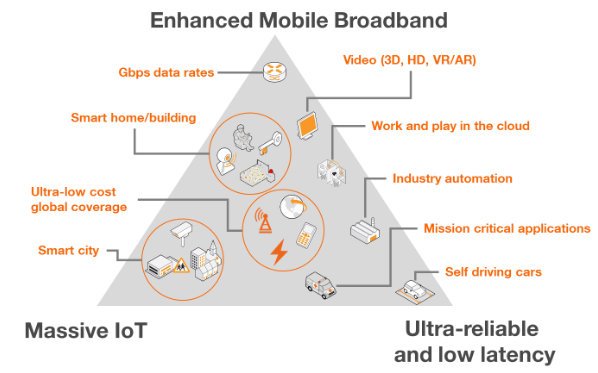 Enhanced Mobile Broadband
Gbps data rates
Video (3D, HD, VR/AR)
Smart home/building
Work and play in the cloud
Ultra-low cost
global coverage
Industry automation
Mission critical applications
Smart city
Self driving cars
Massive IoT
Ultra-reliable
and low latency